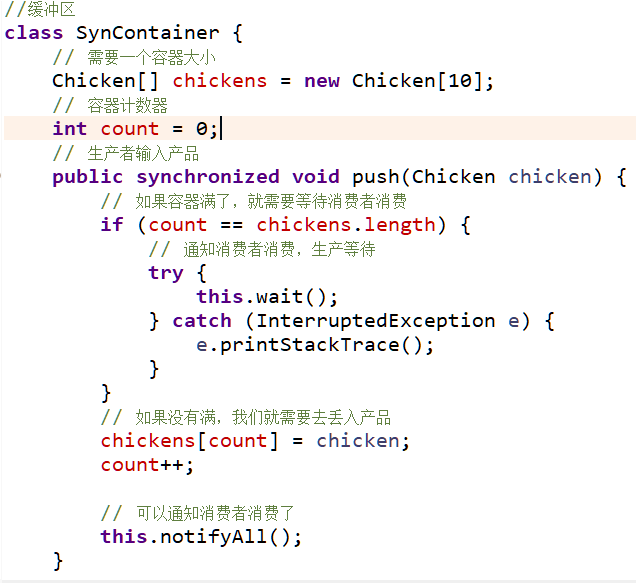 //缓冲区
class SynContainer {
// 需要一个容器大小
Chicken[] chickens = new Chicken[10];
// 容器计数器
int count = 0;
// 生产者输入产品
public synchronized void push(Chicken chicken) {
// 如果容器满了，就需要等待消费者消费
if (count == chickens.length) {
// 通知消费者消费，生产等待
try {
this.wait();
} catch (InterruptedException e) {
e.printStackTrace();
}
}
// 如果没有满，我们就需要去丢入产品
chickens[count] = chicken;
count++;
// 可以通知消费者消费了
this.notifyAll();
}